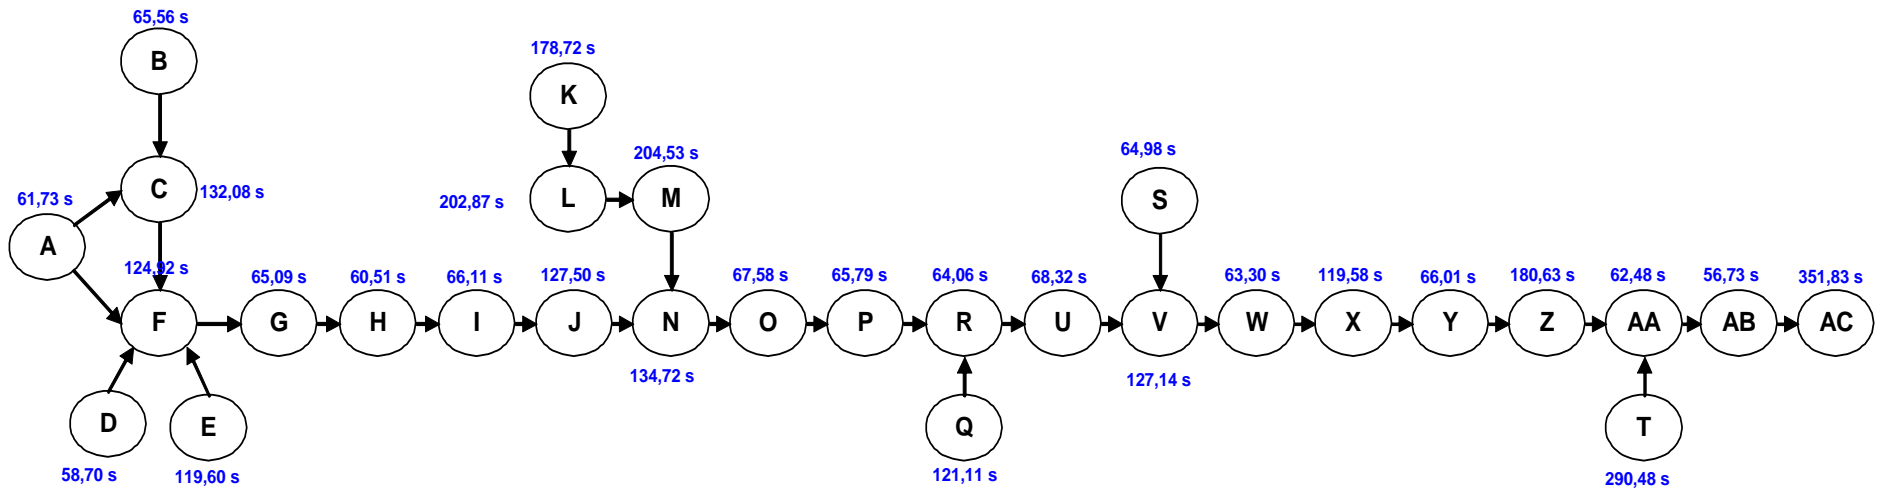 65,56 s
B
178,72 s
K
64,98 s
204,53 s
61,73 s
C
132,08 s
202,87 s
L
M
S
A
124,92 s
65,09 s
60,51 s
66,11 s
127,50 s
67,58 s
65,79 s
64,06 s
68,32 s
63,30 s
119,58 s
66,01 s
180,63 s
62,48 s
56,73 s
351,83 s
F
G
H
I
J
N
O
P
R
U
V
W
X
Y
Z
AA
AB
AC
134,72 s
127,14 s
D
E
Q
T
58,70 s
119,60 s
121,11 s
290,48 s